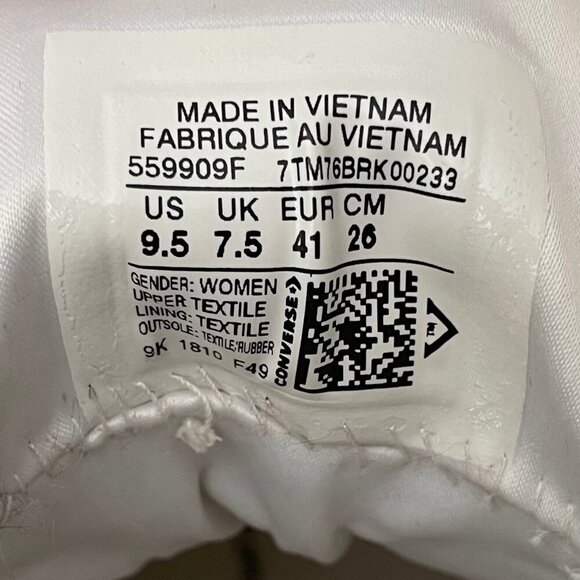 MADE IN VIETNAM
FABRIQUE AU VIETNAM
559909F 7TM76BRK00233
US UK EUR CM
9.5 7.5 41 26
GENDER: WOMEN
UPPER TEXTILE
LINING: TEXTILE
OUTSOLE: TEXTILE/RUBBER
9K 1810 F49
CONVERSE